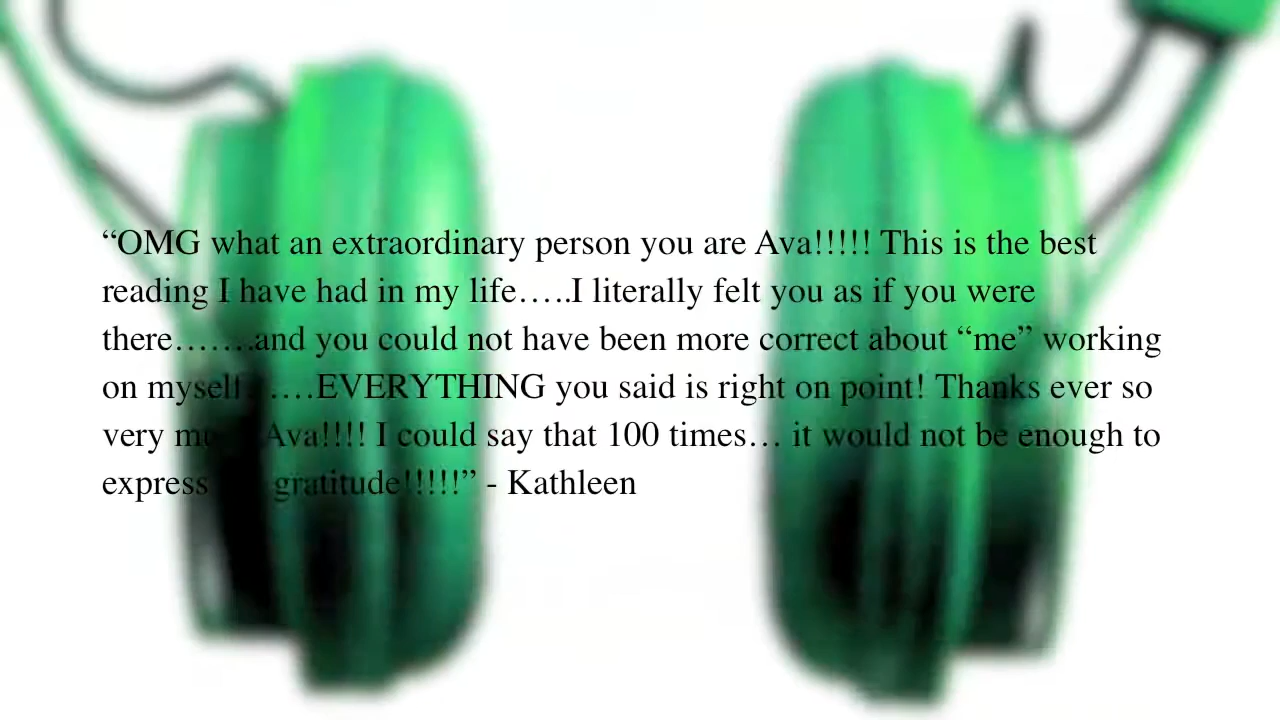 “OMG what an extraordinary person you are Ava!!!!! This is the best
reading I have had in my life…..I literally felt you as if you were
there…….and you could not have been more correct about “me” working
on myself…….EVERYTHING you said is right on point! Thanks ever so
very Ava!!!! I could say that 100 times… it would not be enough to
express gratitude!!!!!” - Kathleen